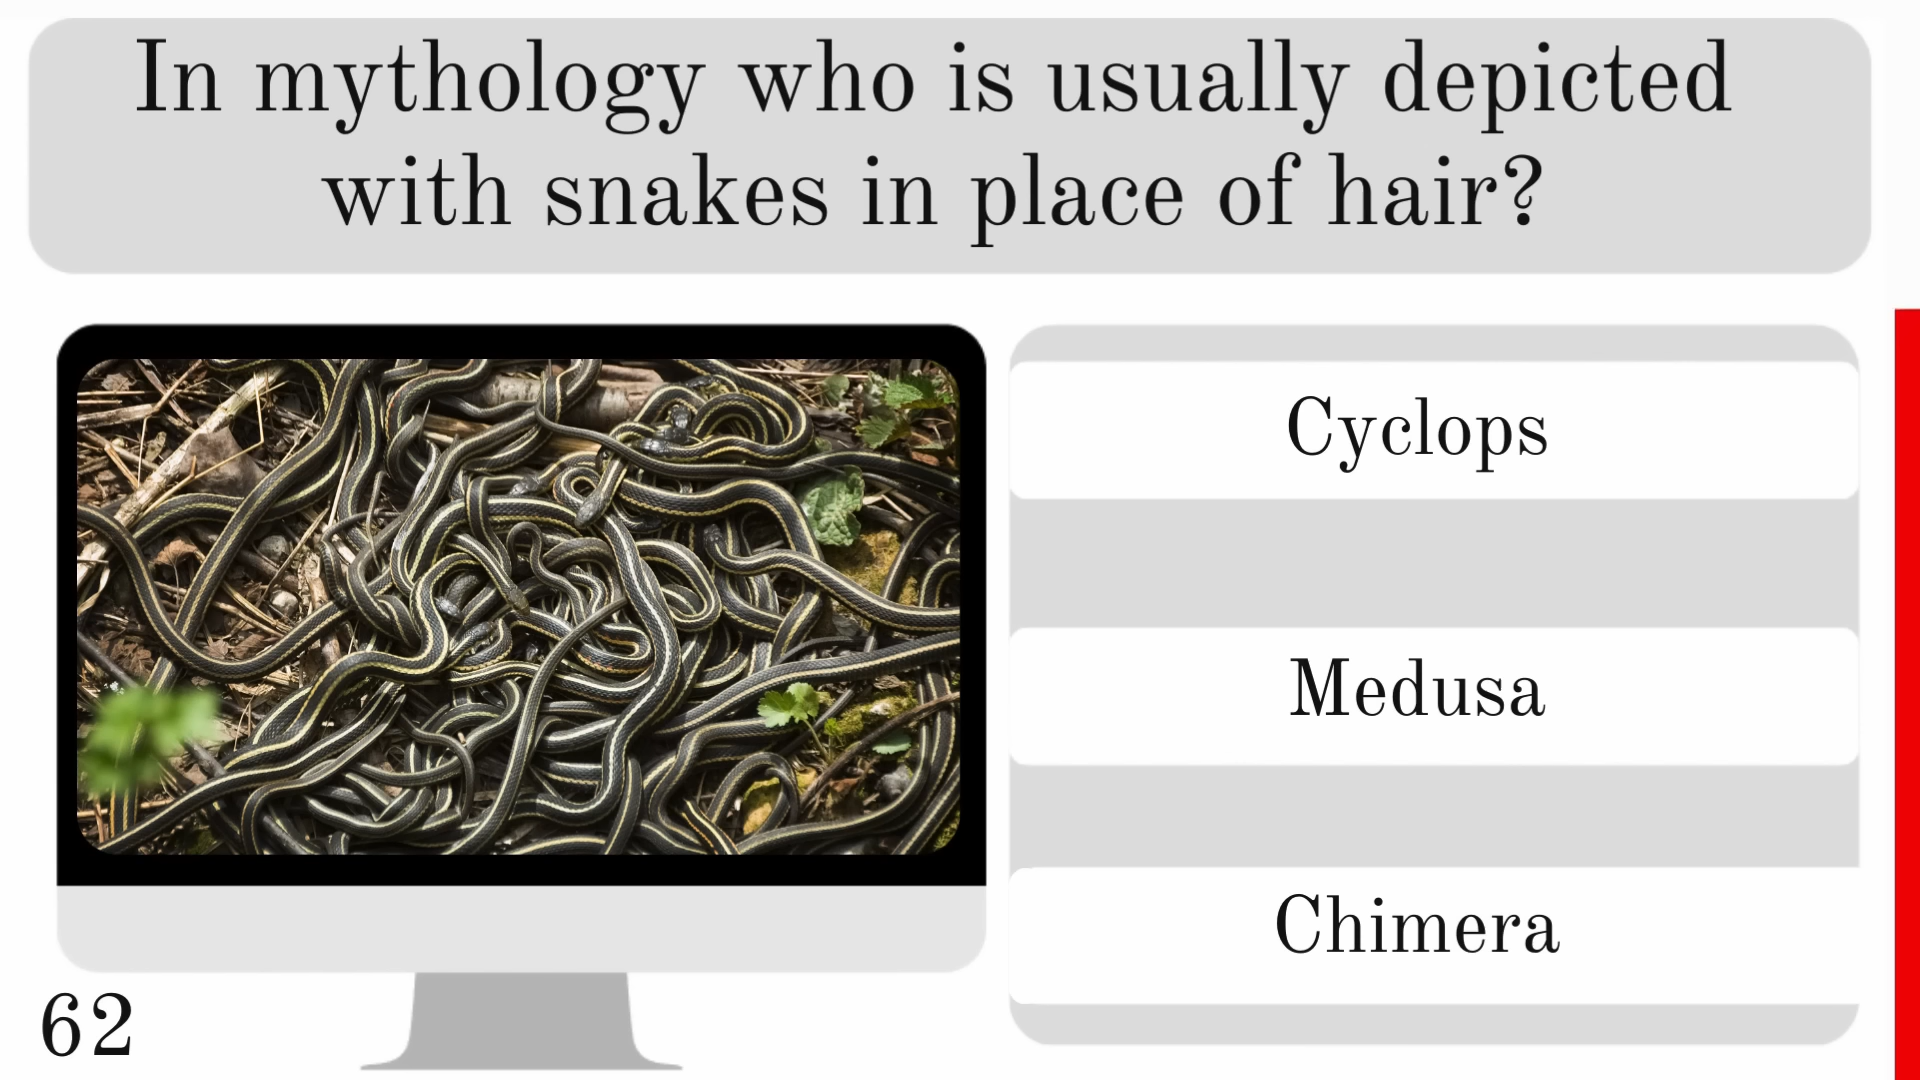 In mythology who is usually depicted
with snakes in place of hair?
Cyclops
Medusa
Chimera
62